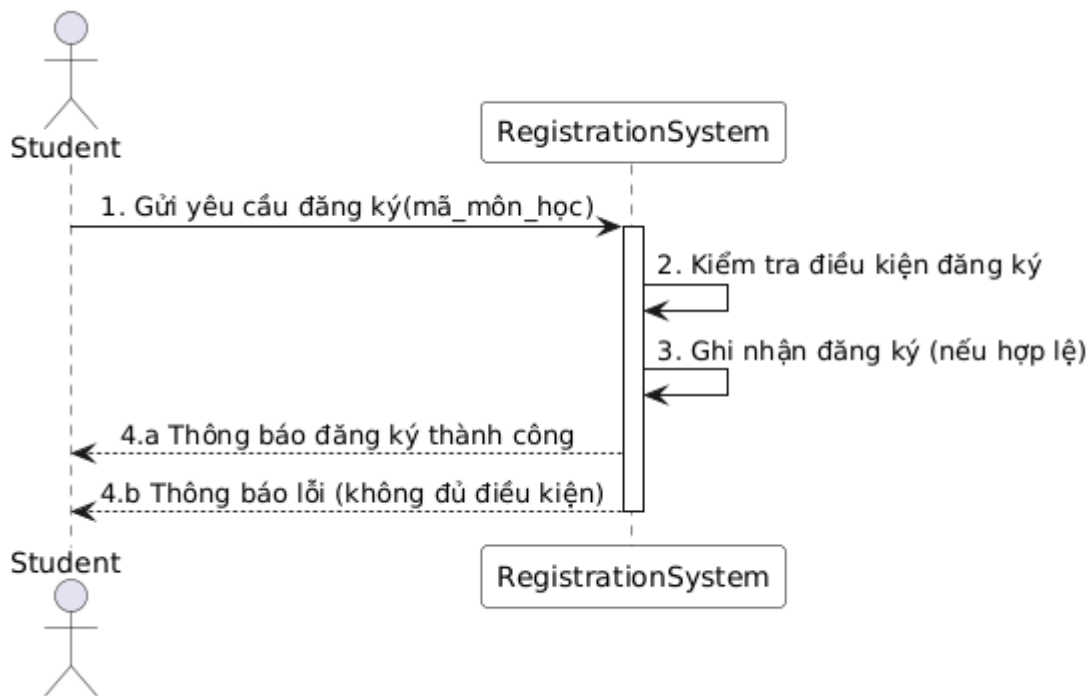 Student
RegistrationSystem
1. Gửi yêu cầu đăng ký(mã_môn_học)
2. Kiểm tra điều kiện đăng ký
3. Ghi nhận đăng ký (nếu hợp lệ)
4.a Thông báo đăng ký thành công
4.b Thông báo lỗi (không đủ điều kiện)
Student
RegistrationSystem